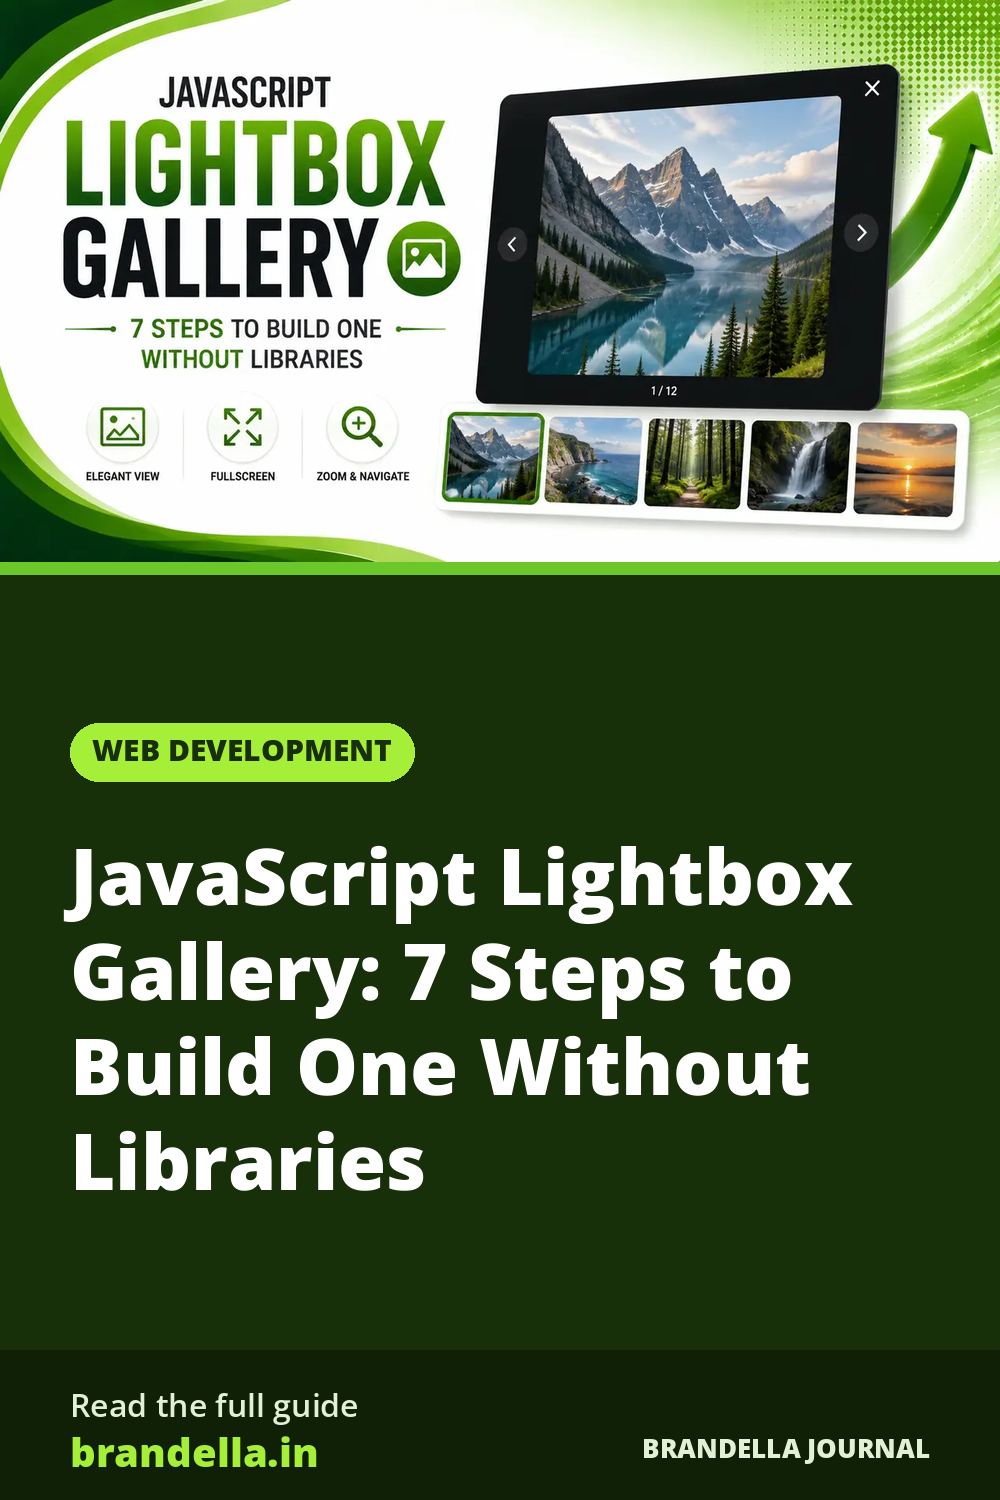 JAVASCRIPT
LIGHTBOX
GALLERY
7 STEPS TO BUILD ONE
WITHOUT LIBRARIES
ELEGANT VIEW
FULLSCREEN
ZOOM & NAVIGATE
1 / 12
WEB DEVELOPMENT
JavaScript Lightbox
Gallery: 7 Steps to
Build One Without
Libraries
Read the full guide
brandella.in
BRANDELLA JOURNAL